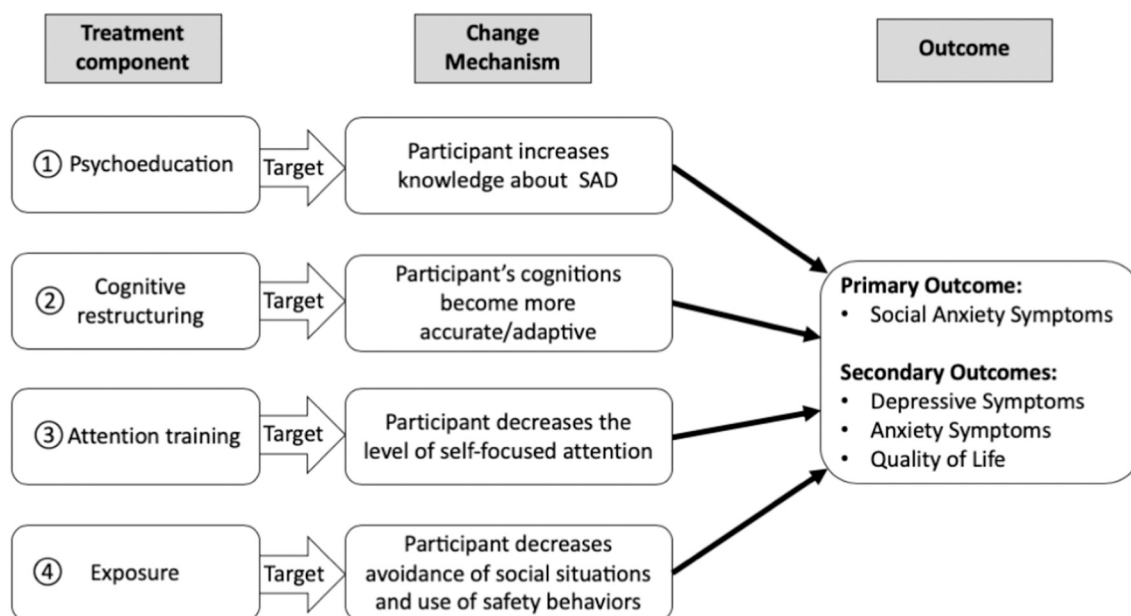 Treatment
component
Change
Mechanism
Outcome
① Psychoeducation
Target
Participant increases
knowledge about SAD
② Cognitive
restructuring
Target
Participant's cognitions
become more
accurate/adaptive
③ Attention training
Target
Participant decreases the
level of self-focused attention
④ Exposure
Target
Participant decreases
avoidance of social situations
and use of safety behaviors
Primary Outcome:
• Social Anxiety Symptoms
Secondary Outcomes:
• Depressive Symptoms
• Anxiety Symptoms
• Quality of Life